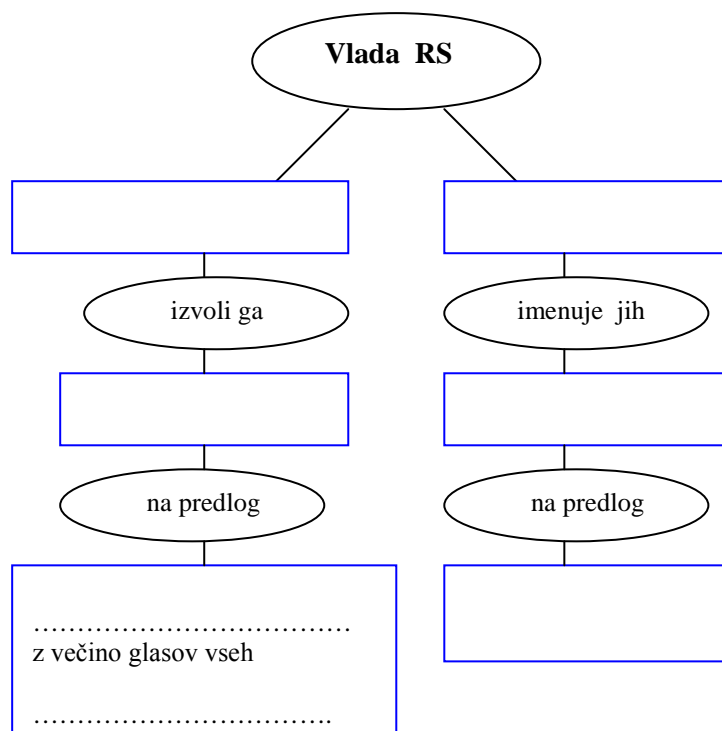 Vlada RS
izvoli ga
imenuje jih
na predlog
na predlog
………………………………
z večino glasov vseh
…………………………….